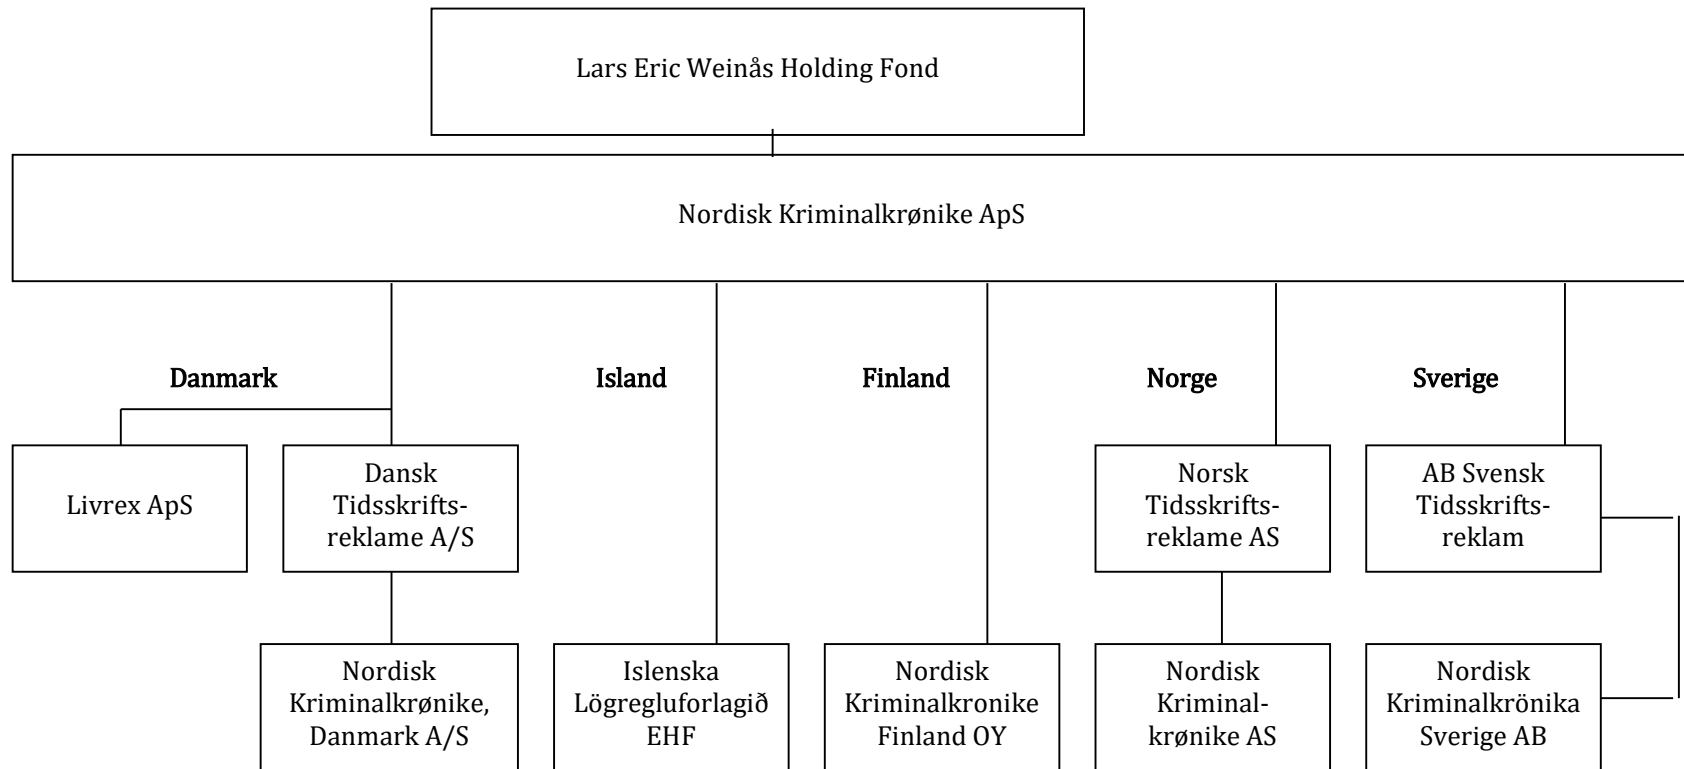 Lars Eric Weinås Holding Fond
Nordisk Kriminalkrønike ApS
Danmark
Island
Finland
Norge
Sverige
Livrex ApS
Dansk
Tidsskrifts-
reklame A/S
Norsk
Tidsskrifts-
reklame AS
AB Svensk
Tidsskrifts-
reklam
Nordisk
Kriminalkrønike,
Danmark A/S
Islenska
Lögregluforlagið
EHF
Nordisk
Kriminalkronike
Finland OY
Nordisk
Kriminal-
krønike AS
Nordisk
Kriminalkrönika
Sverige AB